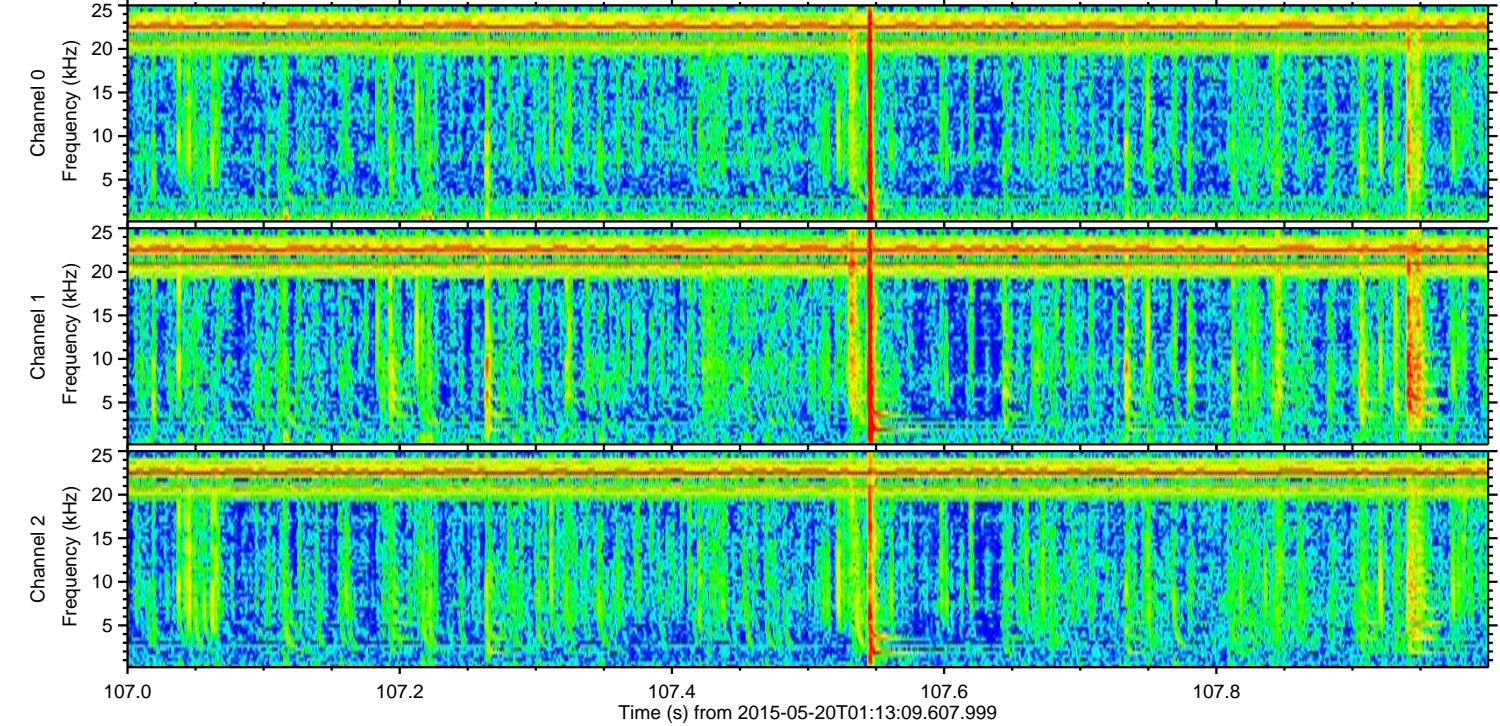 25
20
15
10
5
Channel 0
Frequency (kHz)
25
20
15
10
5
Channel 1
Frequency (kHz)
25
20
15
10
5
Channel 2
Frequency (kHz)
107.0 107.2 107.4 107.6 107.8
Time (s) from 2015-05-20T01:13:09.607.999